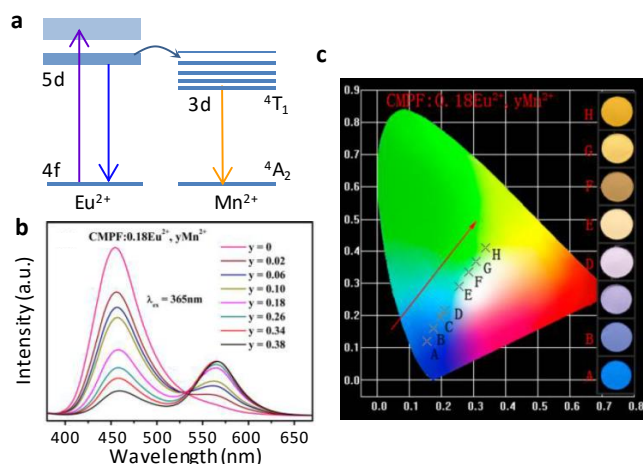 a
5d
4f
Eu²⁺
3d
⁴T₁
⁴A₂
Mn²⁺
b
CMPF:0.18Eu²⁺, yMn²⁺
λₑₓ = 365nm
y = 0
y = 0.02
y = 0.06
y = 0.10
y = 0.18
y = 0.26
y = 0.34
y = 0.38
Intensity (a.u.)
400 450 500 550 600 650
Wavelength (nm)
c
CMPF:0.18Eu²⁺, yMn²⁺
0.9
0.8
0.7
0.6
0.5
0.4
0.3
0.2
0.1
0.0
0.0 0.1 0.2 0.3 0.4 0.5 0.6 0.7 0.8
H
G
F
E
D
C
B
A
H
G
F
E
D
B
A